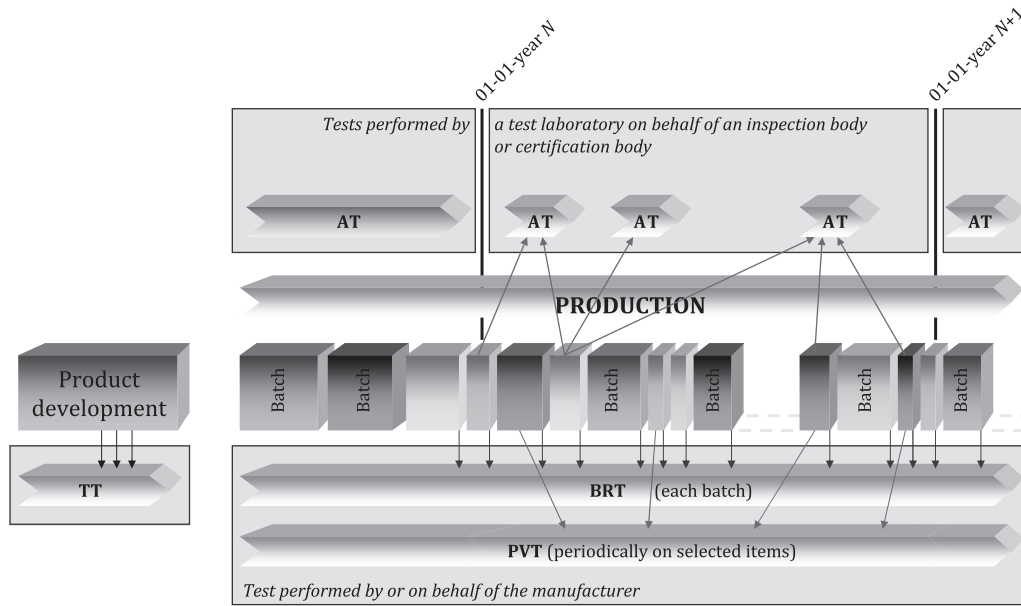 01-01-year N
01-01-year N+1
Tests performed by
a test laboratory on behalf of an inspection body
or certification body
AT
AT
AT
AT
AT
PRODUCTION
Product
development
Batch
Batch
Batch
Batch
Batch
Batch
TT
BRT (each batch)
PVT (periodically on selected items)
Test performed by or on behalf of the manufacturer